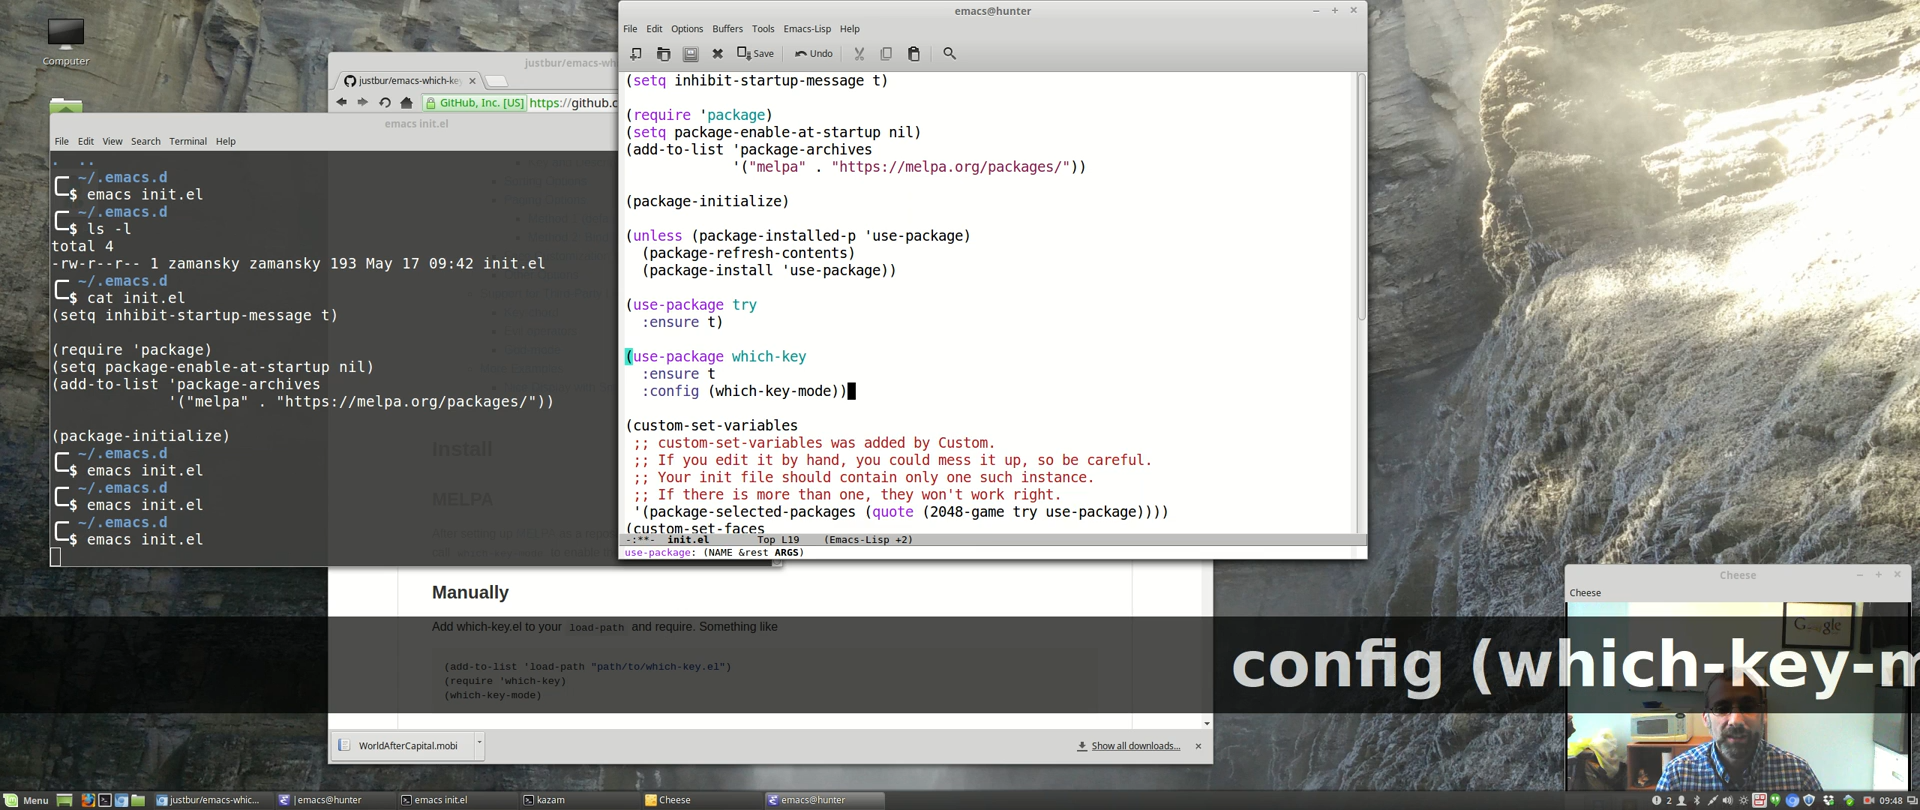 Computer
justbur/emacs-wh
justbur/emacs-which-ke
GitHub, Inc. [US] https://github.c
emacs init.el
File Edit View Search Terminal Help
. ..
~/.emacs.d
$ emacs init.el
~/.emacs.d
$ ls -l
total 4
-rw-r--r-- 1 zamansky zamansky 193 May 17 09:42 init.el
~/.emacs.d
$ cat init.el
(setq inhibit-startup-message t)
(require 'package)
(setq package-enable-at-startup nil)
(add-to-list 'package-archives
'("melpa" . "https://melpa.org/packages/"))
(package-initialize)
~/.emacs.d
$ emacs init.el
~/.emacs.d
$ emacs init.el
~/.emacs.d
$ emacs init.el
Install
MELPA
emacs@hunter
File Edit Options Buffers Tools Emacs-Lisp Help
Save Undo
(setq inhibit-startup-message t)
(require 'package)
(setq package-enable-at-startup nil)
(add-to-list 'package-archives
'("melpa" . "https://melpa.org/packages/"))
(package-initialize)
(unless (package-installed-p 'use-package)
(package-refresh-contents)
(package-install 'use-package))
(use-package try
:ensure t)
(use-package which-key
:ensure t
:config (which-key-mode))
(custom-set-variables
;; custom-set-variables was added by Custom.
;; If you edit it by hand, you could mess it up, so be careful.
;; Your init file should contain only one such instance.
;; If there is more than one, they won't work right.
'(package-selected-packages (quote (2048-game try use-package))))
(custom-set-faces
-:**- init.el Top L19 (Emacs-Lisp +2)
use-package: (NAME &rest ARGS)
Manually
Add which-key.el to your load-path and require. Something like
(add-to-list 'load-path "path/to/which-key.el")
(require 'which-key)
(which-key-mode)
WorldAfterCapital.mobi
Show all downloads...
Cheese
Cheese
Google
config (which-key-m
Menu
justbur/emacs-whic...
|emacs@hunter
emacs init.el
kazam
Cheese
emacs@hunter
2
09:48